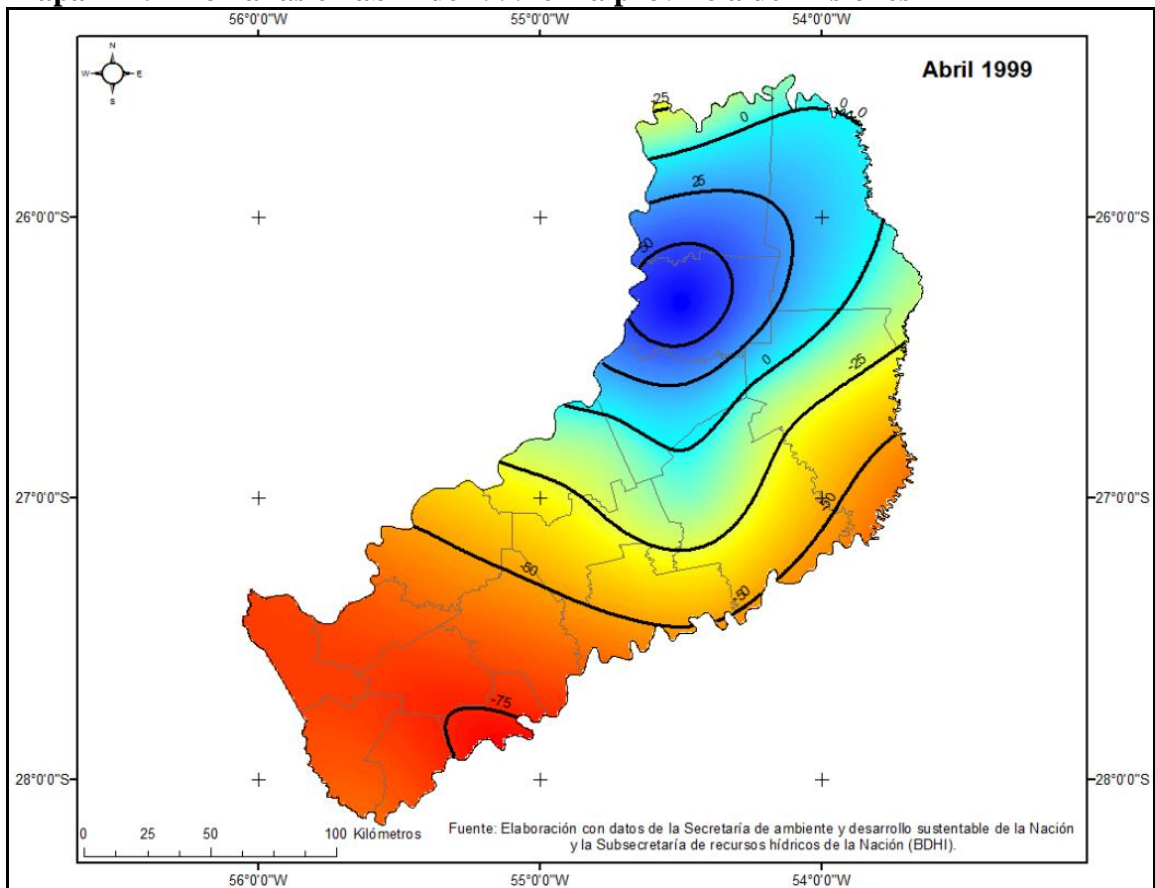 56°0'0"W 55°0'0"W 54°0'0"W
N
W E
S
Abril 1999
25
0
0
0
25
26°0'0"S 26°0'0"S
50
0
-25
27°0'0"S 27°0'0"S
-50
-50
-50
-75
28°0'0"S 28°0'0"S
0 25 50 100 Kilómetros
Fuente: Elaboración con datos de la Secretaría de ambiente y desarrollo sustentable de la Nación
y la Subsecretaría de recursos hídricos de la Nación (BDHI).
56°0'0"W 55°0'0"W 54°0'0"W